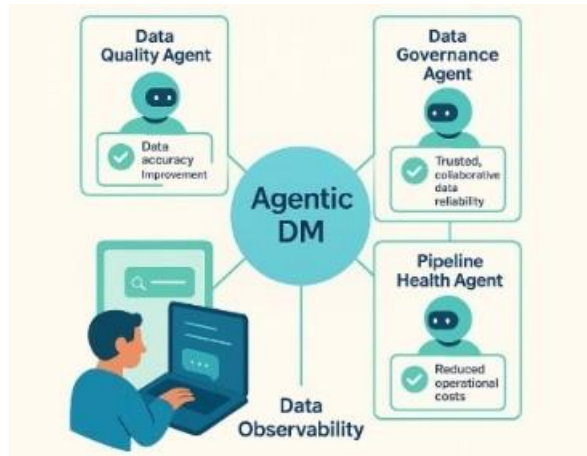 Data
Quality Agent
Data
accuracy
Improvement
Data
Governance
Agent
Trusted,
collaborative
data
reliability
Agentic
DM
Pipeline
Health Agent
Reduced
operational
costs
Data
Observability